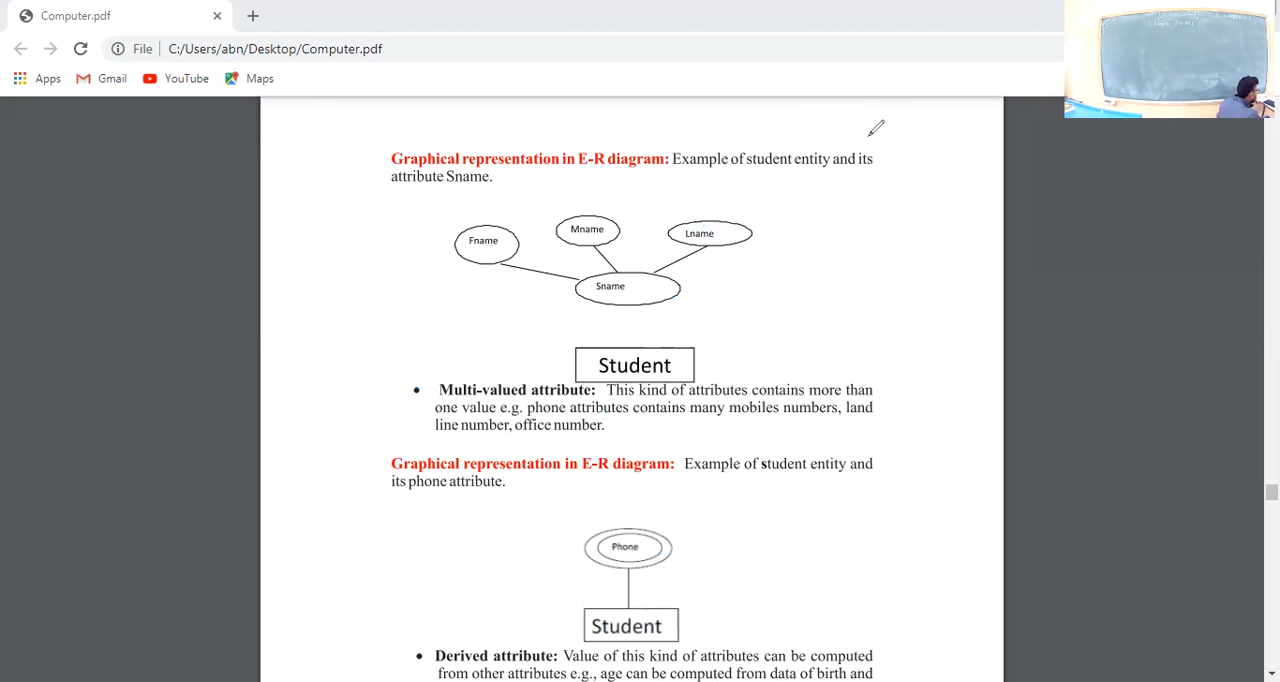 Computer.pdf
File C:/Users/abn/Desktop/Computer.pdf
Apps Gmail YouTube Maps
Graphical representation in E-R diagram: Example of student entity and its
attribute Sname.
Fname Mname Lname
Sname
Student
• Multi-valued attribute: This kind of attributes contains more than
one value e.g. phone attributes contains many mobiles numbers, land
line number, office number.
Graphical representation in E-R diagram: Example of student entity and
its phone attribute.
Phone
Student
• Derived attribute: Value of this kind of attributes can be computed
from other attributes e.g., age can be computed from data of birth and